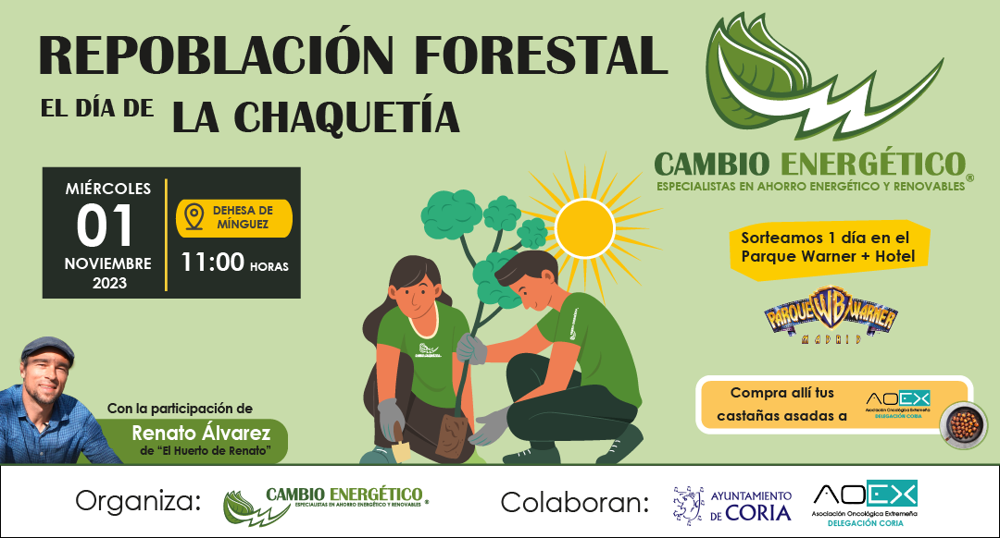 REPOBLACIÓN FORESTAL
EL DÍA DE LA CHAQUETÍA
CAMBIO ENERGÉTICO®
ESPECIALISTAS EN AHORRO ENERGÉTICO Y RENOVABLES
MIÉRCOLES
01
NOVIEMBRE
2023
DEHESA DE
MÍNGUEZ
11:00 HORAS
Sorteamos 1 día en el
Parque Warner + Hotel
PARQUE WB WARNER
MADRID
CAMBIO ENERGÉTICO
Con la participación de
Renato Álvarez
de “El Huerto de Renato”
Compra allí tus
castañas asadas a
AOEX
Asociación Oncológica Extremeña
DELEGACIÓN CORIA
Organiza:
CAMBIO ENERGÉTICO®
ESPECIALISTAS EN AHORRO ENERGÉTICO Y RENOVABLES
Colaboran:
AYUNTAMIENTO
DE CORIA
AOEX
Asociación Oncológica Extremeña
DELEGACIÓN CORIA